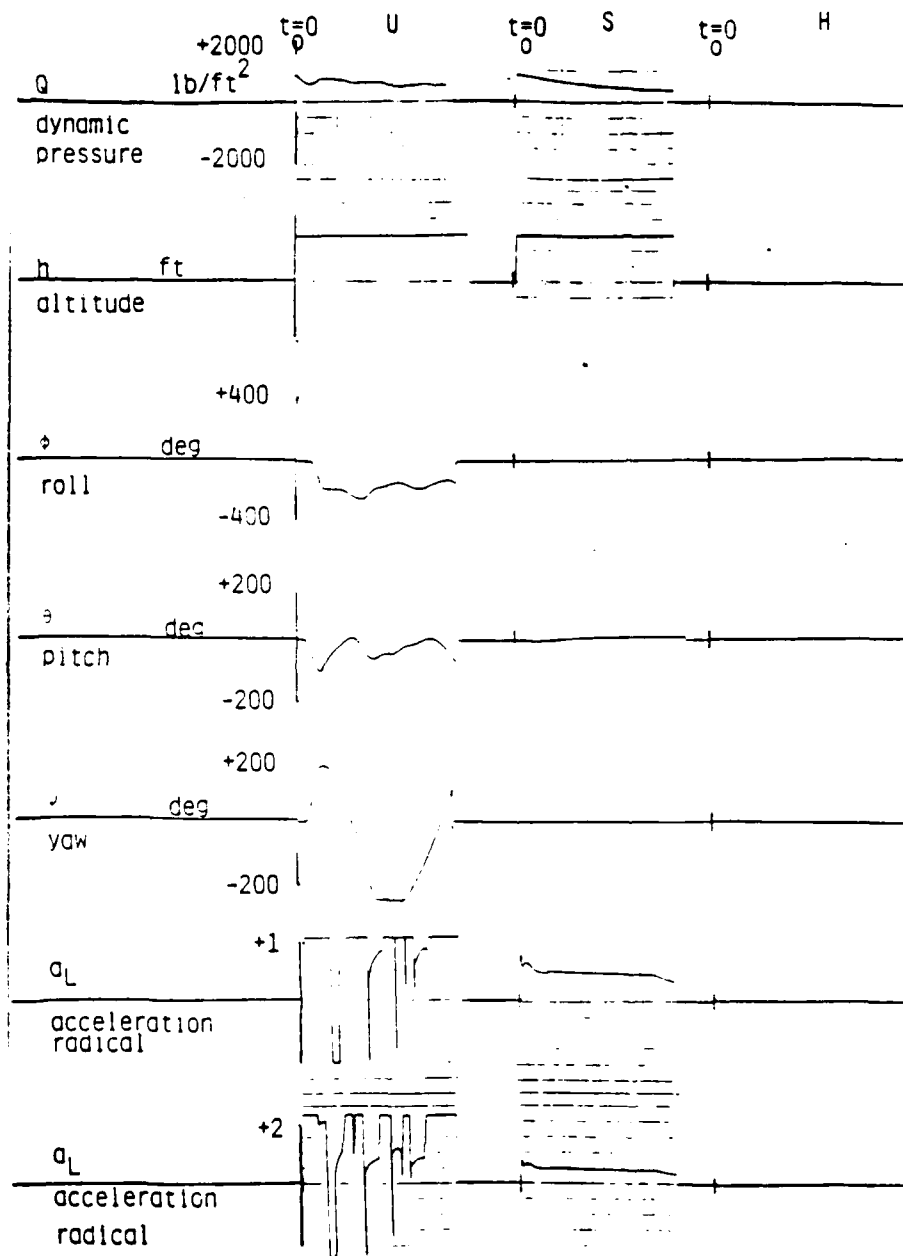 t=0 U t=0 S t=0 H
+2000
Q lb/ft2
dynamic
pressure -2000
h ft
altitude
+400
ϕ deg
roll
-400
+200
θ deg
pitch
-200
+200
deg
yaw
-200
+1
aL
acceleration
radical
+2
aL
acceleration
radical